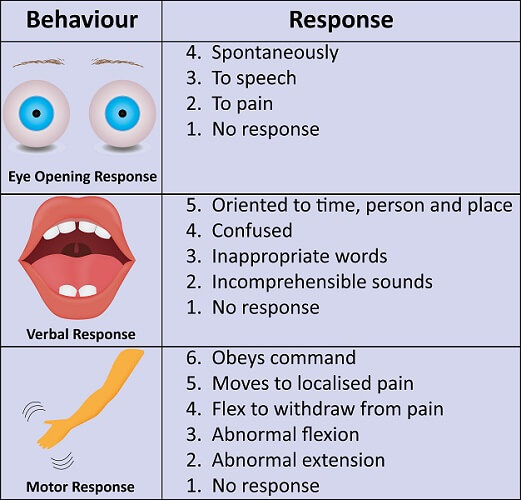 Behaviour
Response
4. Spontaneously
3. To speech
2. To pain
1. No response
Eye Opening Response
5. Oriented to time, person and place
4. Confused
3. Inappropriate words
2. Incomprehensible sounds
1. No response
Verbal Response
6. Obeys command
5. Moves to localised pain
4. Flex to withdraw from pain
3. Abnormal flexion
2. Abnormal extension
1. No response
Motor Response